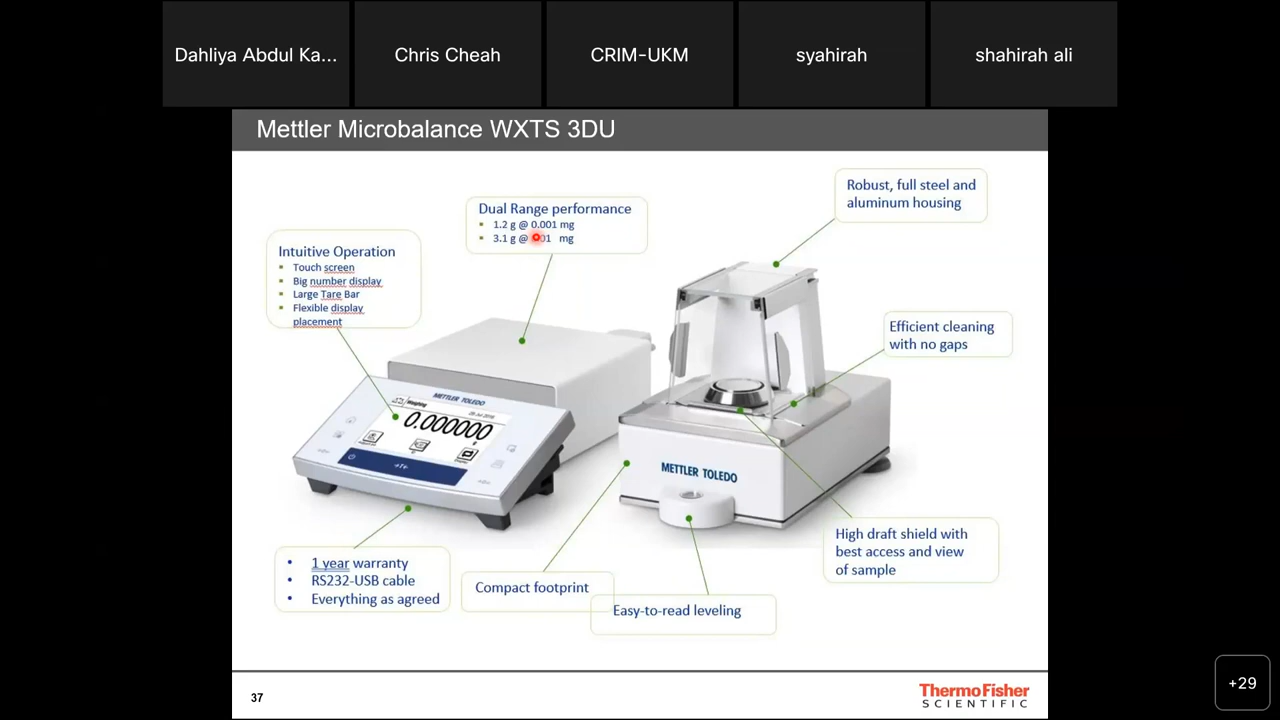 Dahliya Abdul Ka...
Chris Cheah
CRIM-UKM
syahirah
shahirah ali
Mettler Microbalance WXTS 3DU
Robust, full steel and
aluminum housing
Dual Range performance
1.2 g @ 0.001 mg
3.1 g @ 01 mg
Intuitive Operation
Touch screen
Big number display
Large Tare Bar
Flexible display
placement
Efficient cleaning
with no gaps
METTLER TOLEDO
Weighing
0.000000
g
→T←
METTLER TOLEDO
High draft shield with
best access and view
of sample
1 year warranty
RS232-USB cable
Everything as agreed
Compact footprint
Easy-to-read leveling
37
ThermoFisher
SCIENTIFIC
+29